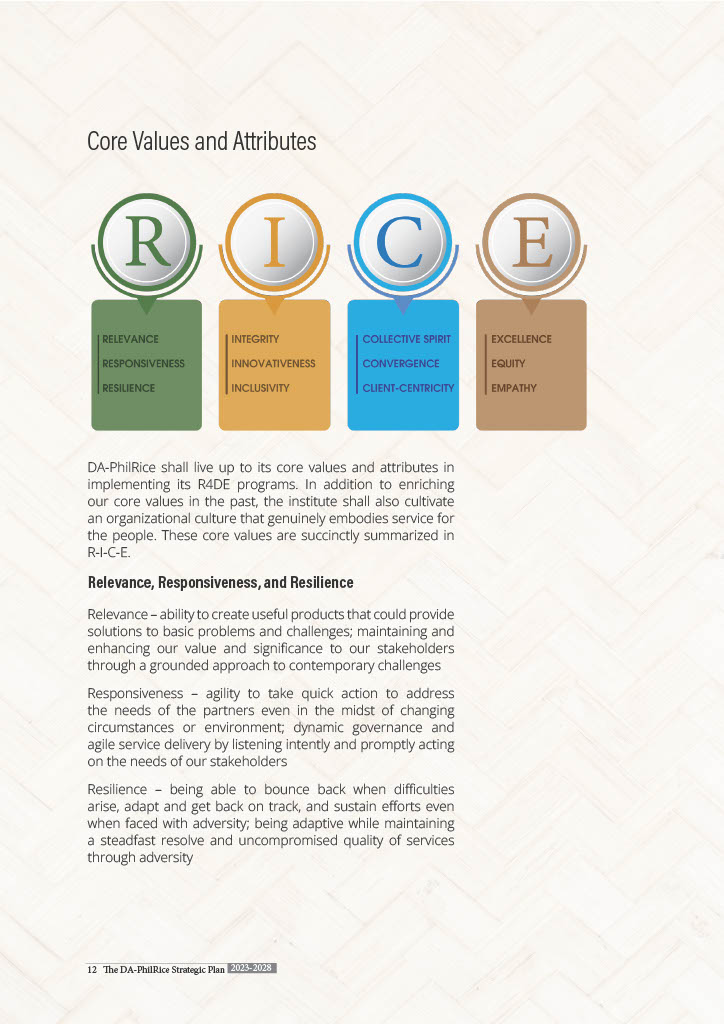 Core Values and Attributes
R I C E
RELEVANCE
RESPONSIVENESS
RESILIENCE
INTEGRITY
INNOVATIVENESS
INCLUSIVITY
COLLECTIVE SPIRIT
CONVERGENCE
CLIENT-CENTRICITY
EXCELLENCE
EQUITY
EMPATHY
DA-PhilRice shall live up to its core values and attributes in
implementing its R4DE programs. In addition to enriching
our core values in the past, the institute shall also cultivate
an organizational culture that genuinely embodies service for
the people. These core values are succinctly summarized in
R-I-C-E.
Relevance, Responsiveness, and Resilience
Relevance – ability to create useful products that could provide
solutions to basic problems and challenges; maintaining and
enhancing our value and significance to our stakeholders
through a grounded approach to contemporary challenges
Responsiveness – agility to take quick action to address
the needs of the partners even in the midst of changing
circumstances or environment; dynamic governance and
agile service delivery by listening intently and promptly acting
on the needs of our stakeholders
Resilience – being able to bounce back when difficulties
arise, adapt and get back on track, and sustain efforts even
when faced with adversity; being adaptive while maintaining
a steadfast resolve and uncompromised quality of services
through adversity
12 The DA-PhilRice Strategic Plan 2023-2028